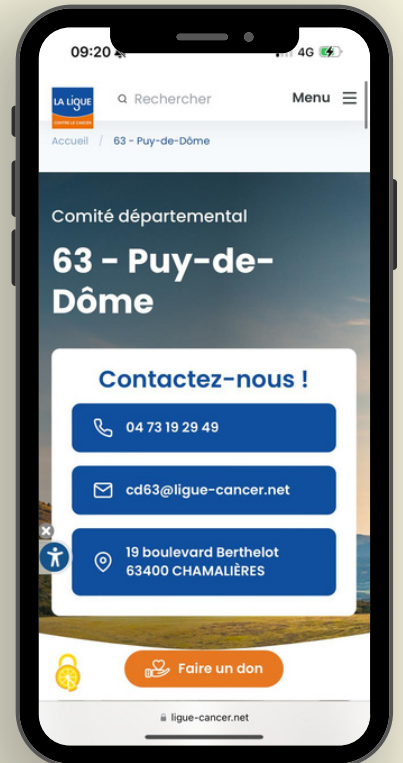 09:20
4G
LA LIGUE
CONTRE LE CANCER
Rechercher
Menu
Accueil / 63 - Puy-de-Dôme
Comité départemental
63 - Puy-de-
Dôme
Contactez-nous !
04 73 19 29 49
cd63@ligue-cancer.net
19 boulevard Berthelot
63400 CHAMALIÈRES
Faire un don
ligue-cancer.net